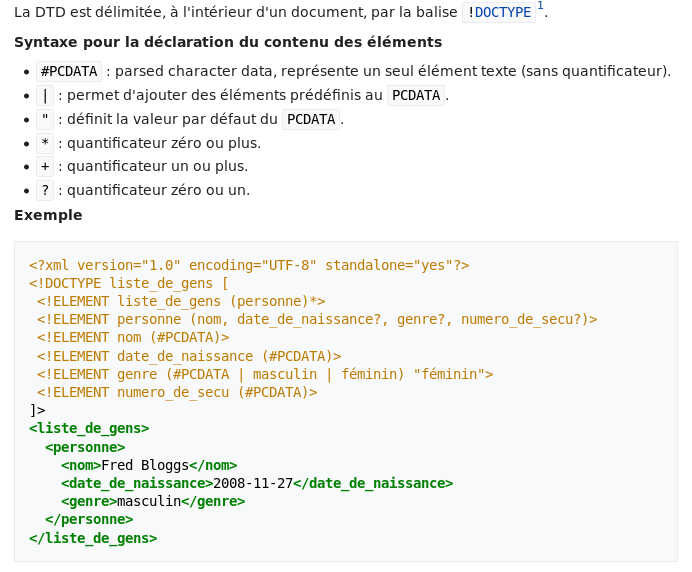 La DTD est délimitée, à l'intérieur d'un document, par la balise !DOCTYPE 1.
Syntaxe pour la déclaration du contenu des éléments
• #PCDATA : parsed character data, représente un seul élément texte (sans quantificateur).
• | : permet d'ajouter des éléments prédéfinis au PCDATA.
• " : définit la valeur par défaut du PCDATA.
• * : quantificateur zéro ou plus.
• + : quantificateur un ou plus.
• ? : quantificateur zéro ou un.
Exemple
<?xml version="1.0" encoding="UTF-8" standalone="yes"?>
<!DOCTYPE liste_de_gens [
 <!ELEMENT liste_de_gens (personne)*>
 <!ELEMENT personne (nom, date_de_naissance?, genre?, numero_de_secu?)>
 <!ELEMENT nom (#PCDATA)>
 <!ELEMENT date_de_naissance (#PCDATA)>
 <!ELEMENT genre (#PCDATA | masculin | féminin) "féminin">
 <!ELEMENT numero_de_secu (#PCDATA)>
]>
<liste_de_gens>
  <personne>
    <nom>Fred Bloggs</nom>
    <date_de_naissance>2008-11-27</date_de_naissance>
    <genre>masculin</genre>
  </personne>
</liste_de_gens>